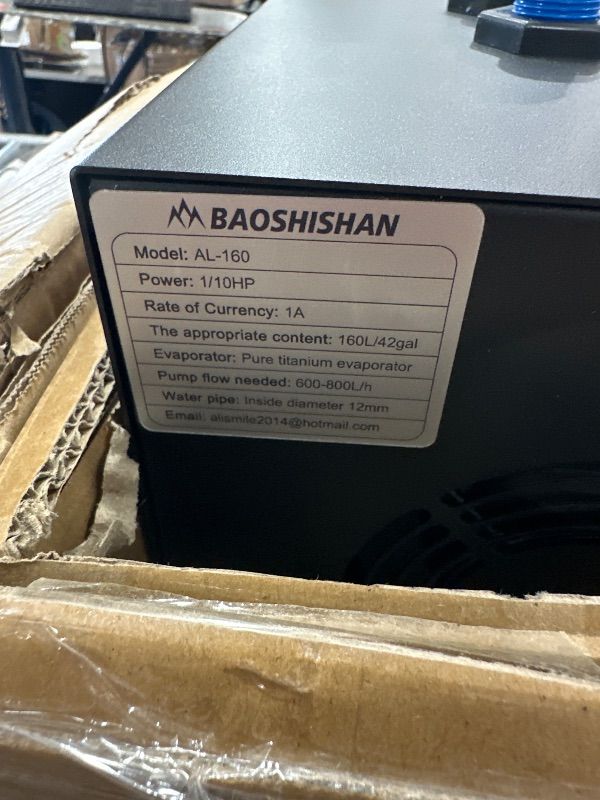 BAOSHISHAN
Model: AL-160
Power: 1/10HP
Rate of Currency: 1A
The appropriate content: 160L/42gal
Evaporator: Pure titanium evaporator
Pump flow needed: 600-800L/h
Water pipe: Inside diameter 12mm
Email: alismile2014@hotmail.com